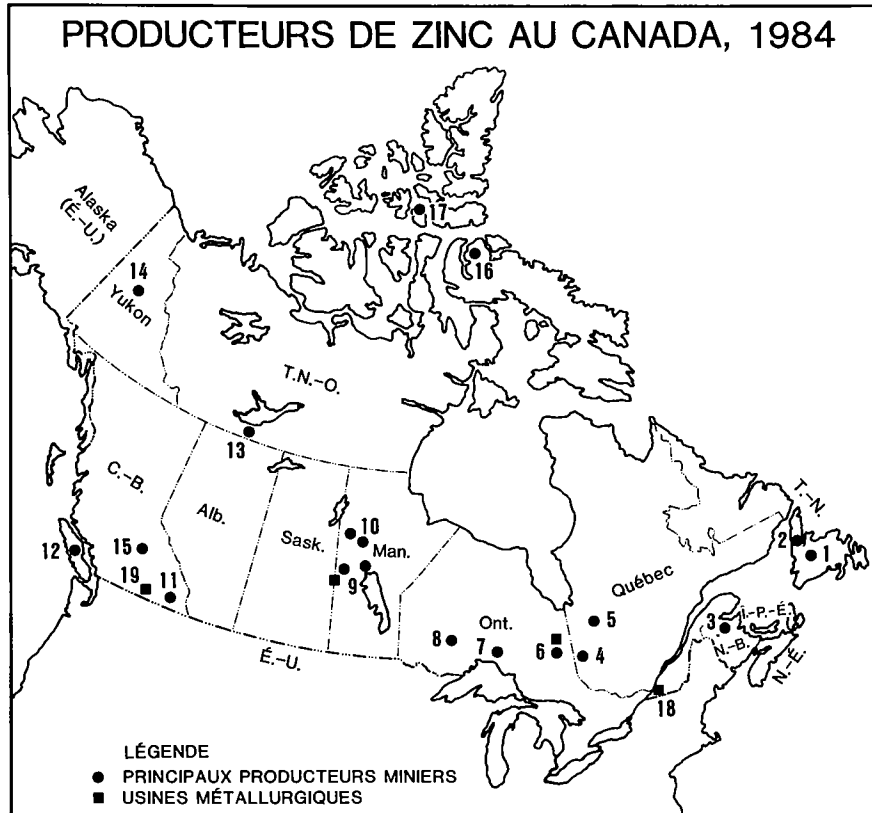 PRODUCTEURS DE ZINC AU CANADA, 1984
Alaska
(É.-U.)
17
16
14
Yukon
T.N.-O.
13
C.-B.
Alb.
Sask.
10
Man.
T.-N.
12
15
2
1
19
11
9
Québec
Ont.
5
3
Î.-P.-É.
8
7
6
4
N.-B.
N.-É.
É.-U.
18
LÉGENDE
● PRINCIPAUX PRODUCTEURS MINIERS
■ USINES MÉTALLURGIQUES